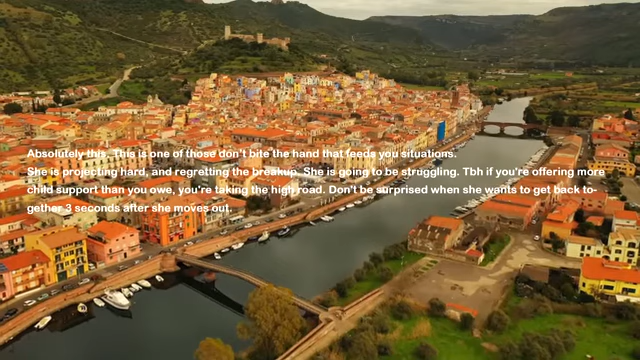 Absolutely this. This is one of those don't bite the hand that feeds you situations.
She is projecting hard, and regretting the breakup. She is going to be struggling. Tbh if you're offering more
child support than you owe, you're taking the high road. Don't be surprised when she wants to get back to-
gether 3 seconds after she moves out.